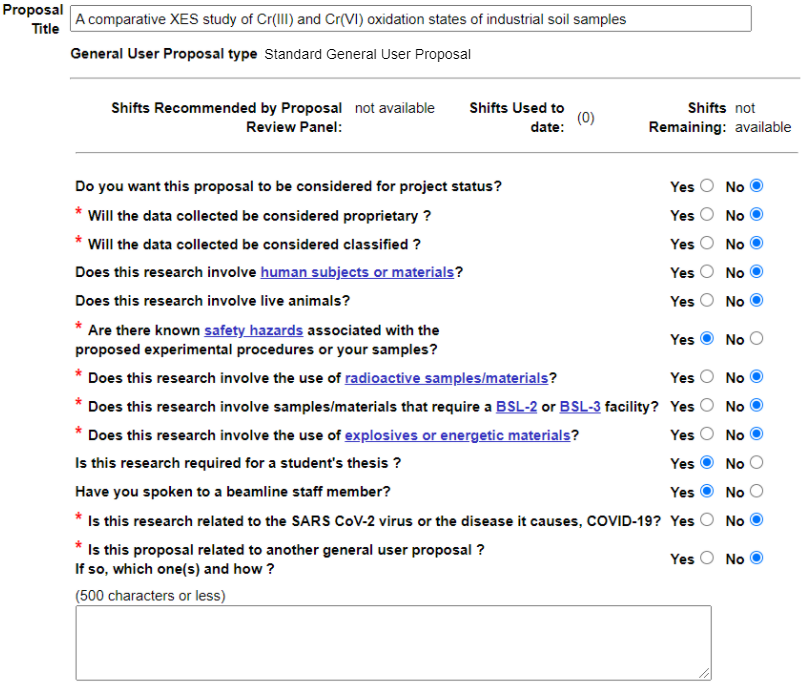 Proposal Title A comparative XES study of Cr(III) and Cr(VI) oxidation states of industrial soil samples
General User Proposal type Standard General User Proposal
Shifts Recommended by Proposal Review Panel: not available Shifts Used to date: (0) Shifts Remaining: not available
Do you want this proposal to be considered for project status? Yes No
* Will the data collected be considered proprietary ? Yes No
* Will the data collected be considered classified ? Yes No
Does this research involve human subjects or materials? Yes No
Does this research involve live animals? Yes No
* Are there known safety hazards associated with the
proposed experimental procedures or your samples? Yes No
* Does this research involve the use of radioactive samples/materials? Yes No
* Does this research involve samples/materials that require a BSL-2 or BSL-3 facility? Yes No
* Does this research involve the use of explosives or energetic materials? Yes No
Is this research required for a student's thesis ? Yes No
Have you spoken to a beamline staff member? Yes No
* Is this research related to the SARS CoV-2 virus or the disease it causes, COVID-19? Yes No
* Is this proposal related to another general user proposal ?
If so, which one(s) and how ? Yes No
(500 characters or less)